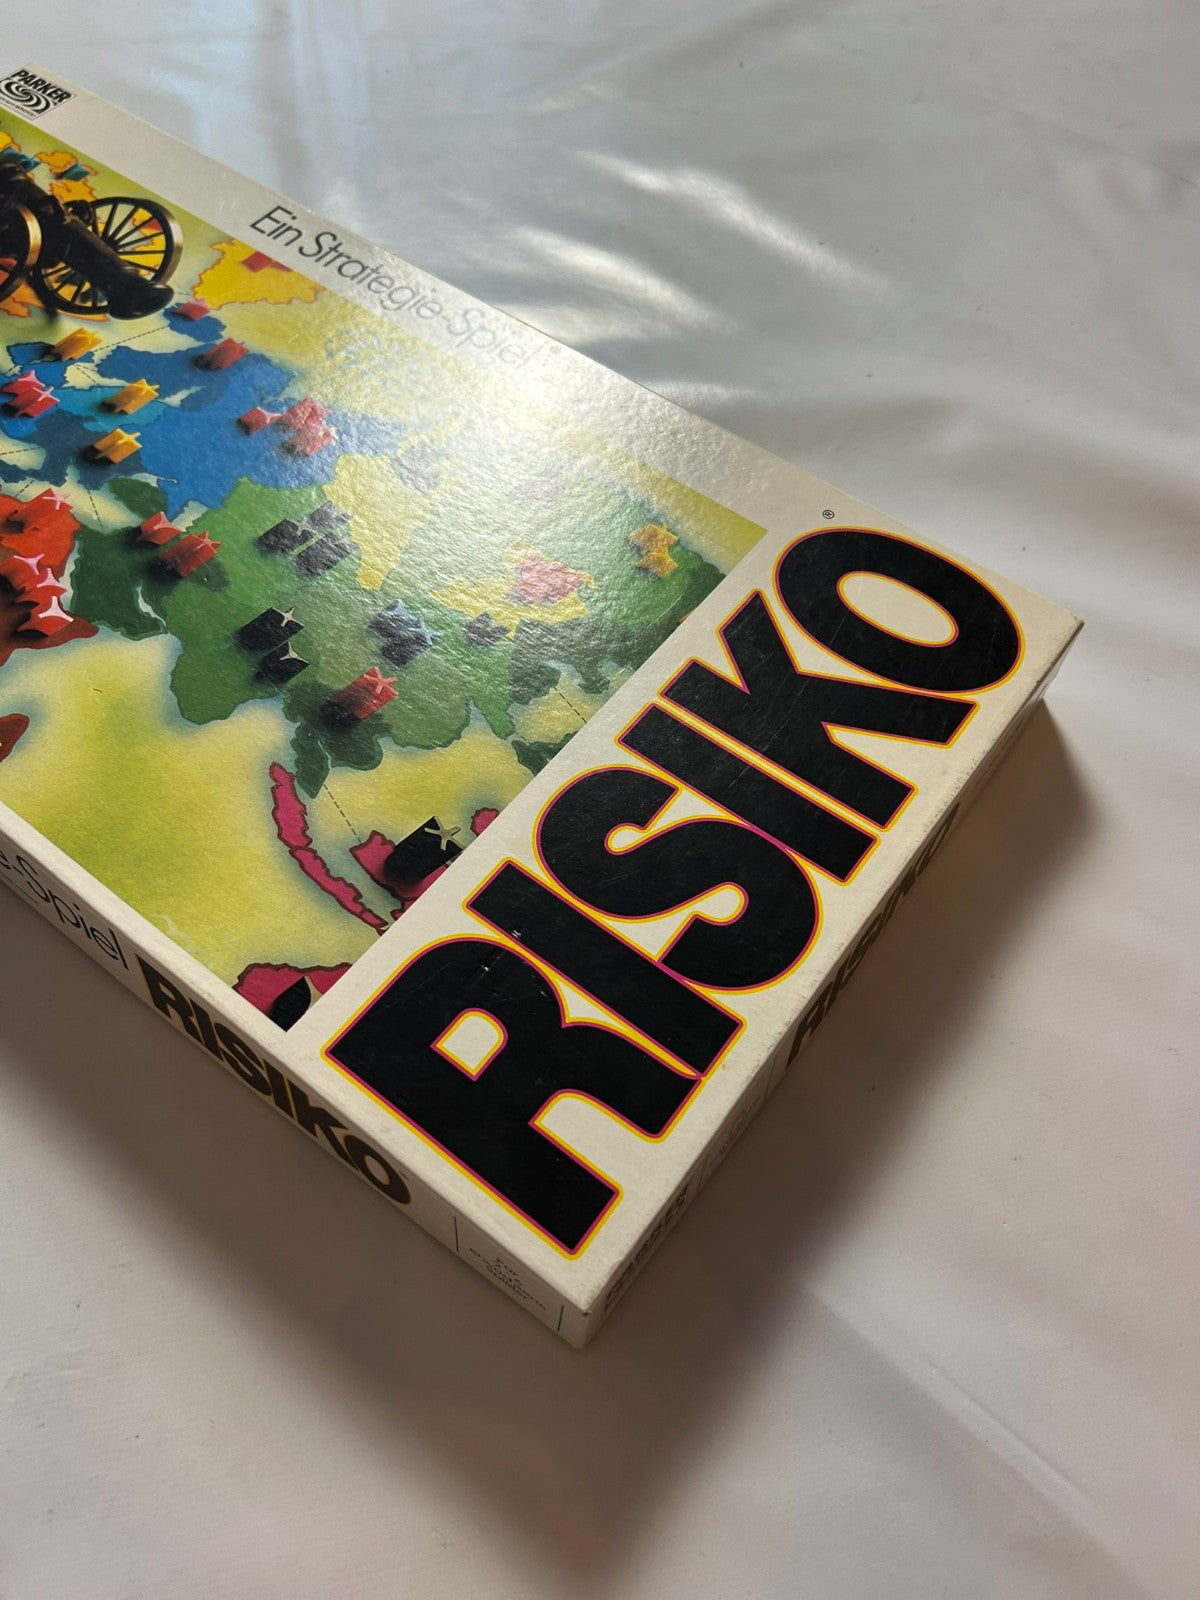 PARKER
Ein Strategie-Spiel
®
RISIKO
e-Spiel
RISIKO
RISIKO